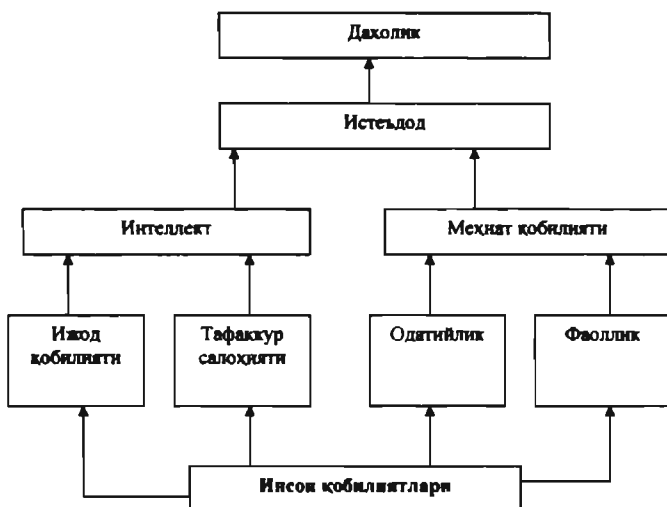 Даҳолик
Истеъдод
Интеллект
Меҳнат қобилияти
Ижод
қобилияти
Тафаккур
салоҳияти
Одатийлик
Фаоллик
Инсон қобилиятлари